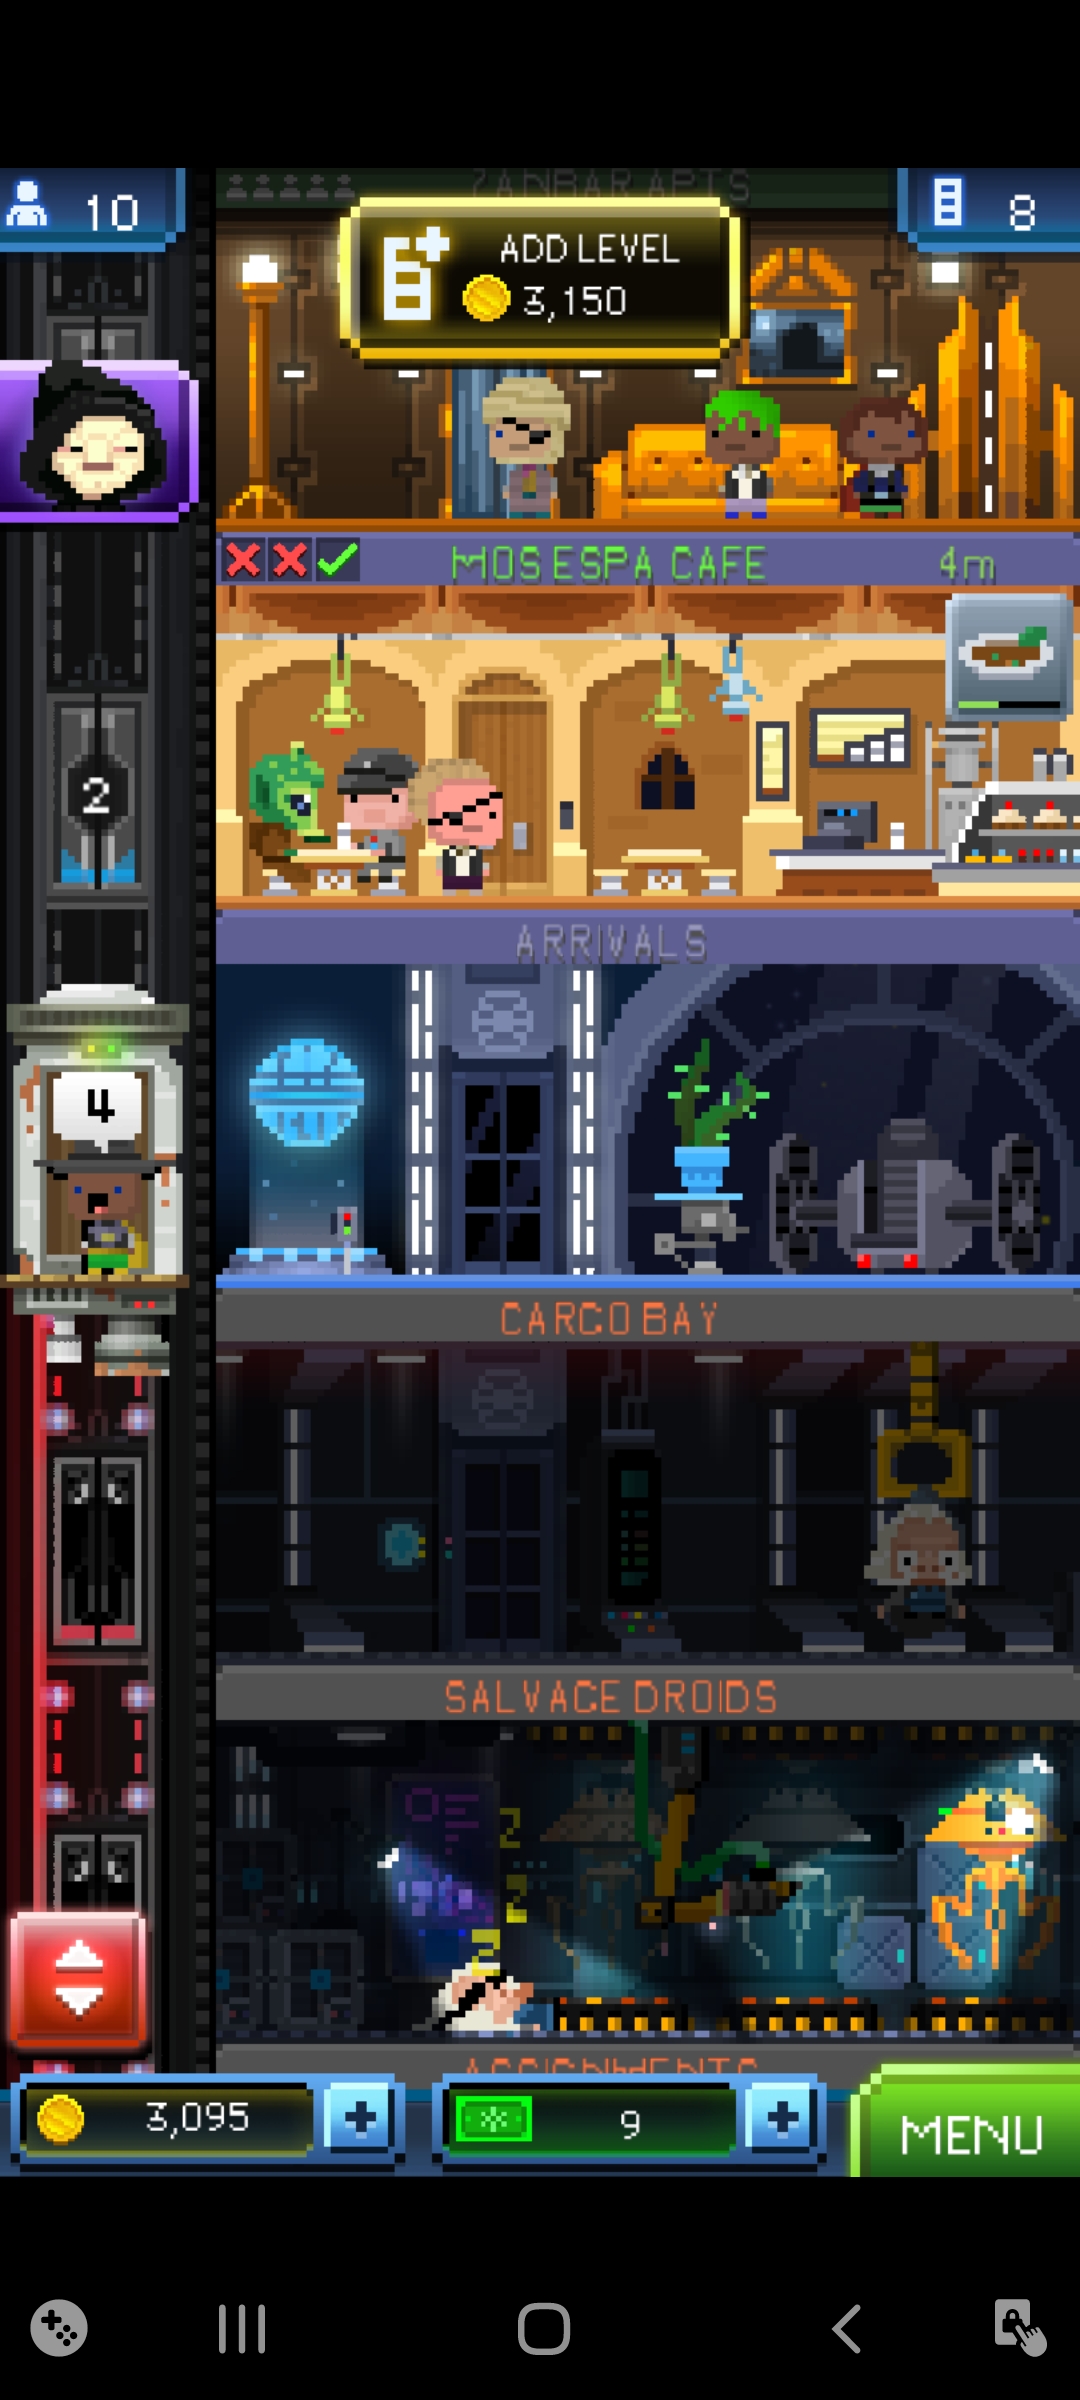 ZANBAR APTS
10
8
ADD LEVEL
3,150
MOS ESPA CAFE
4m
2
ARRIVALS
4
CARGO BAY
SALVAGE DROIDS
Z
Z
Z
ASSIGNMENTS
3,095
9
MENU